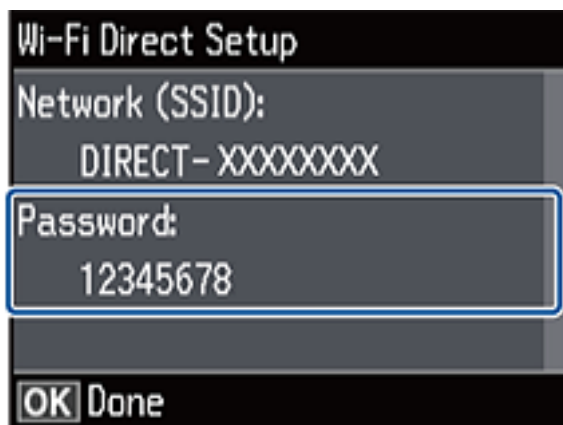 Wi-Fi Direct Setup
Network (SSID):
DIRECT-XXXXXXXX
Password:
12345678
OK Done